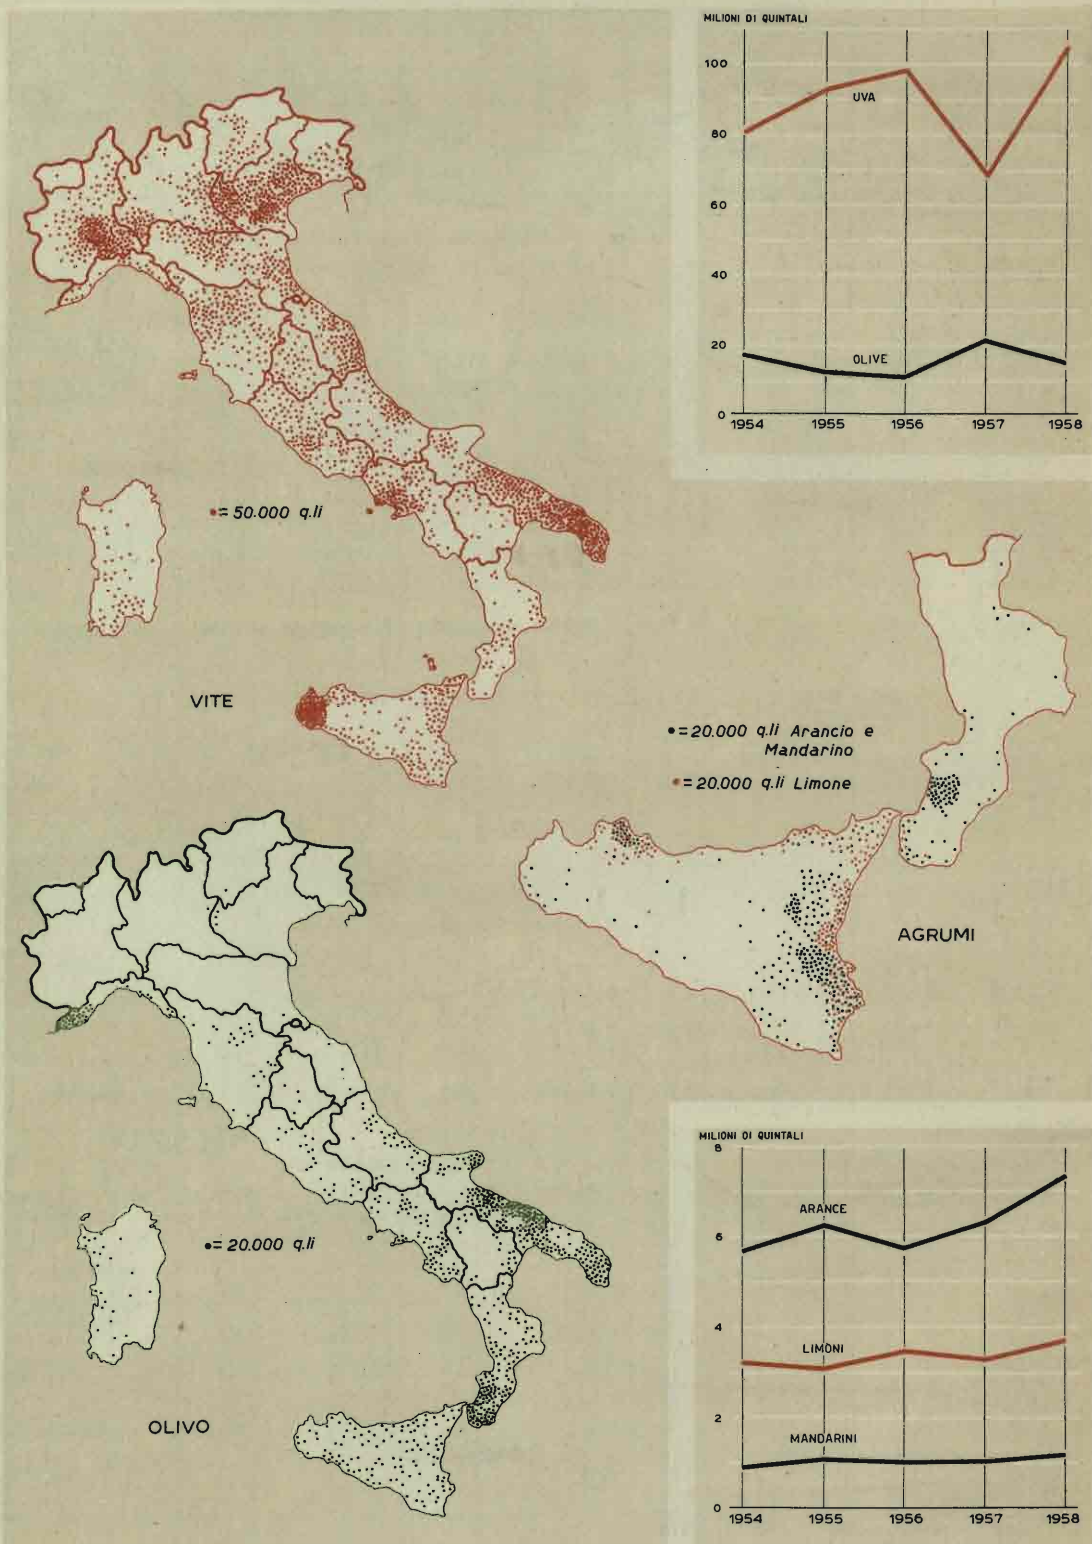 MILIONI DI QUINTALI
100
80
60
40
20
0
UVA
OLIVE
1954 1955 1956 1957 1958
•= 50.000 q.li
VITE
•= 20.000 q.li Arancio e
Mandarino
•= 20.000 q.li Limone
AGRUMI
•= 20.000 q.li
OLIVO
MILIONI DI QUINTALI
8
6
4
2
0
ARANCE
LIMONI
MANDARINI
1954 1955 1956 1957 1958